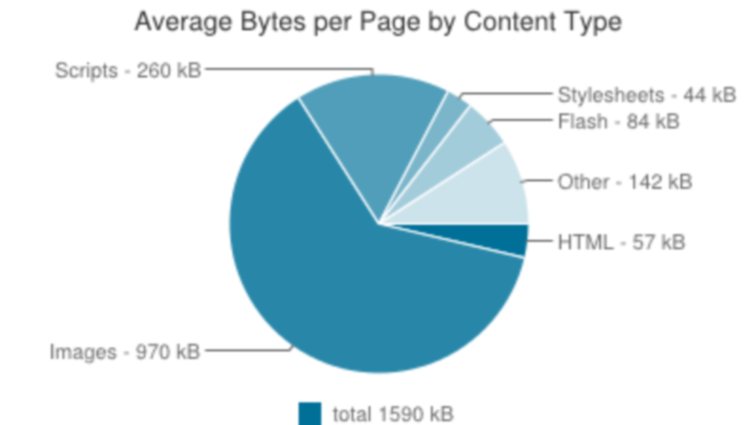 Average Bytes per Page by Content Type
Scripts - 260 kB
Stylesheets - 44 kB
Flash - 84 kB
Other - 142 kB
HTML - 57 kB
Images - 970 kB
total 1590 kB